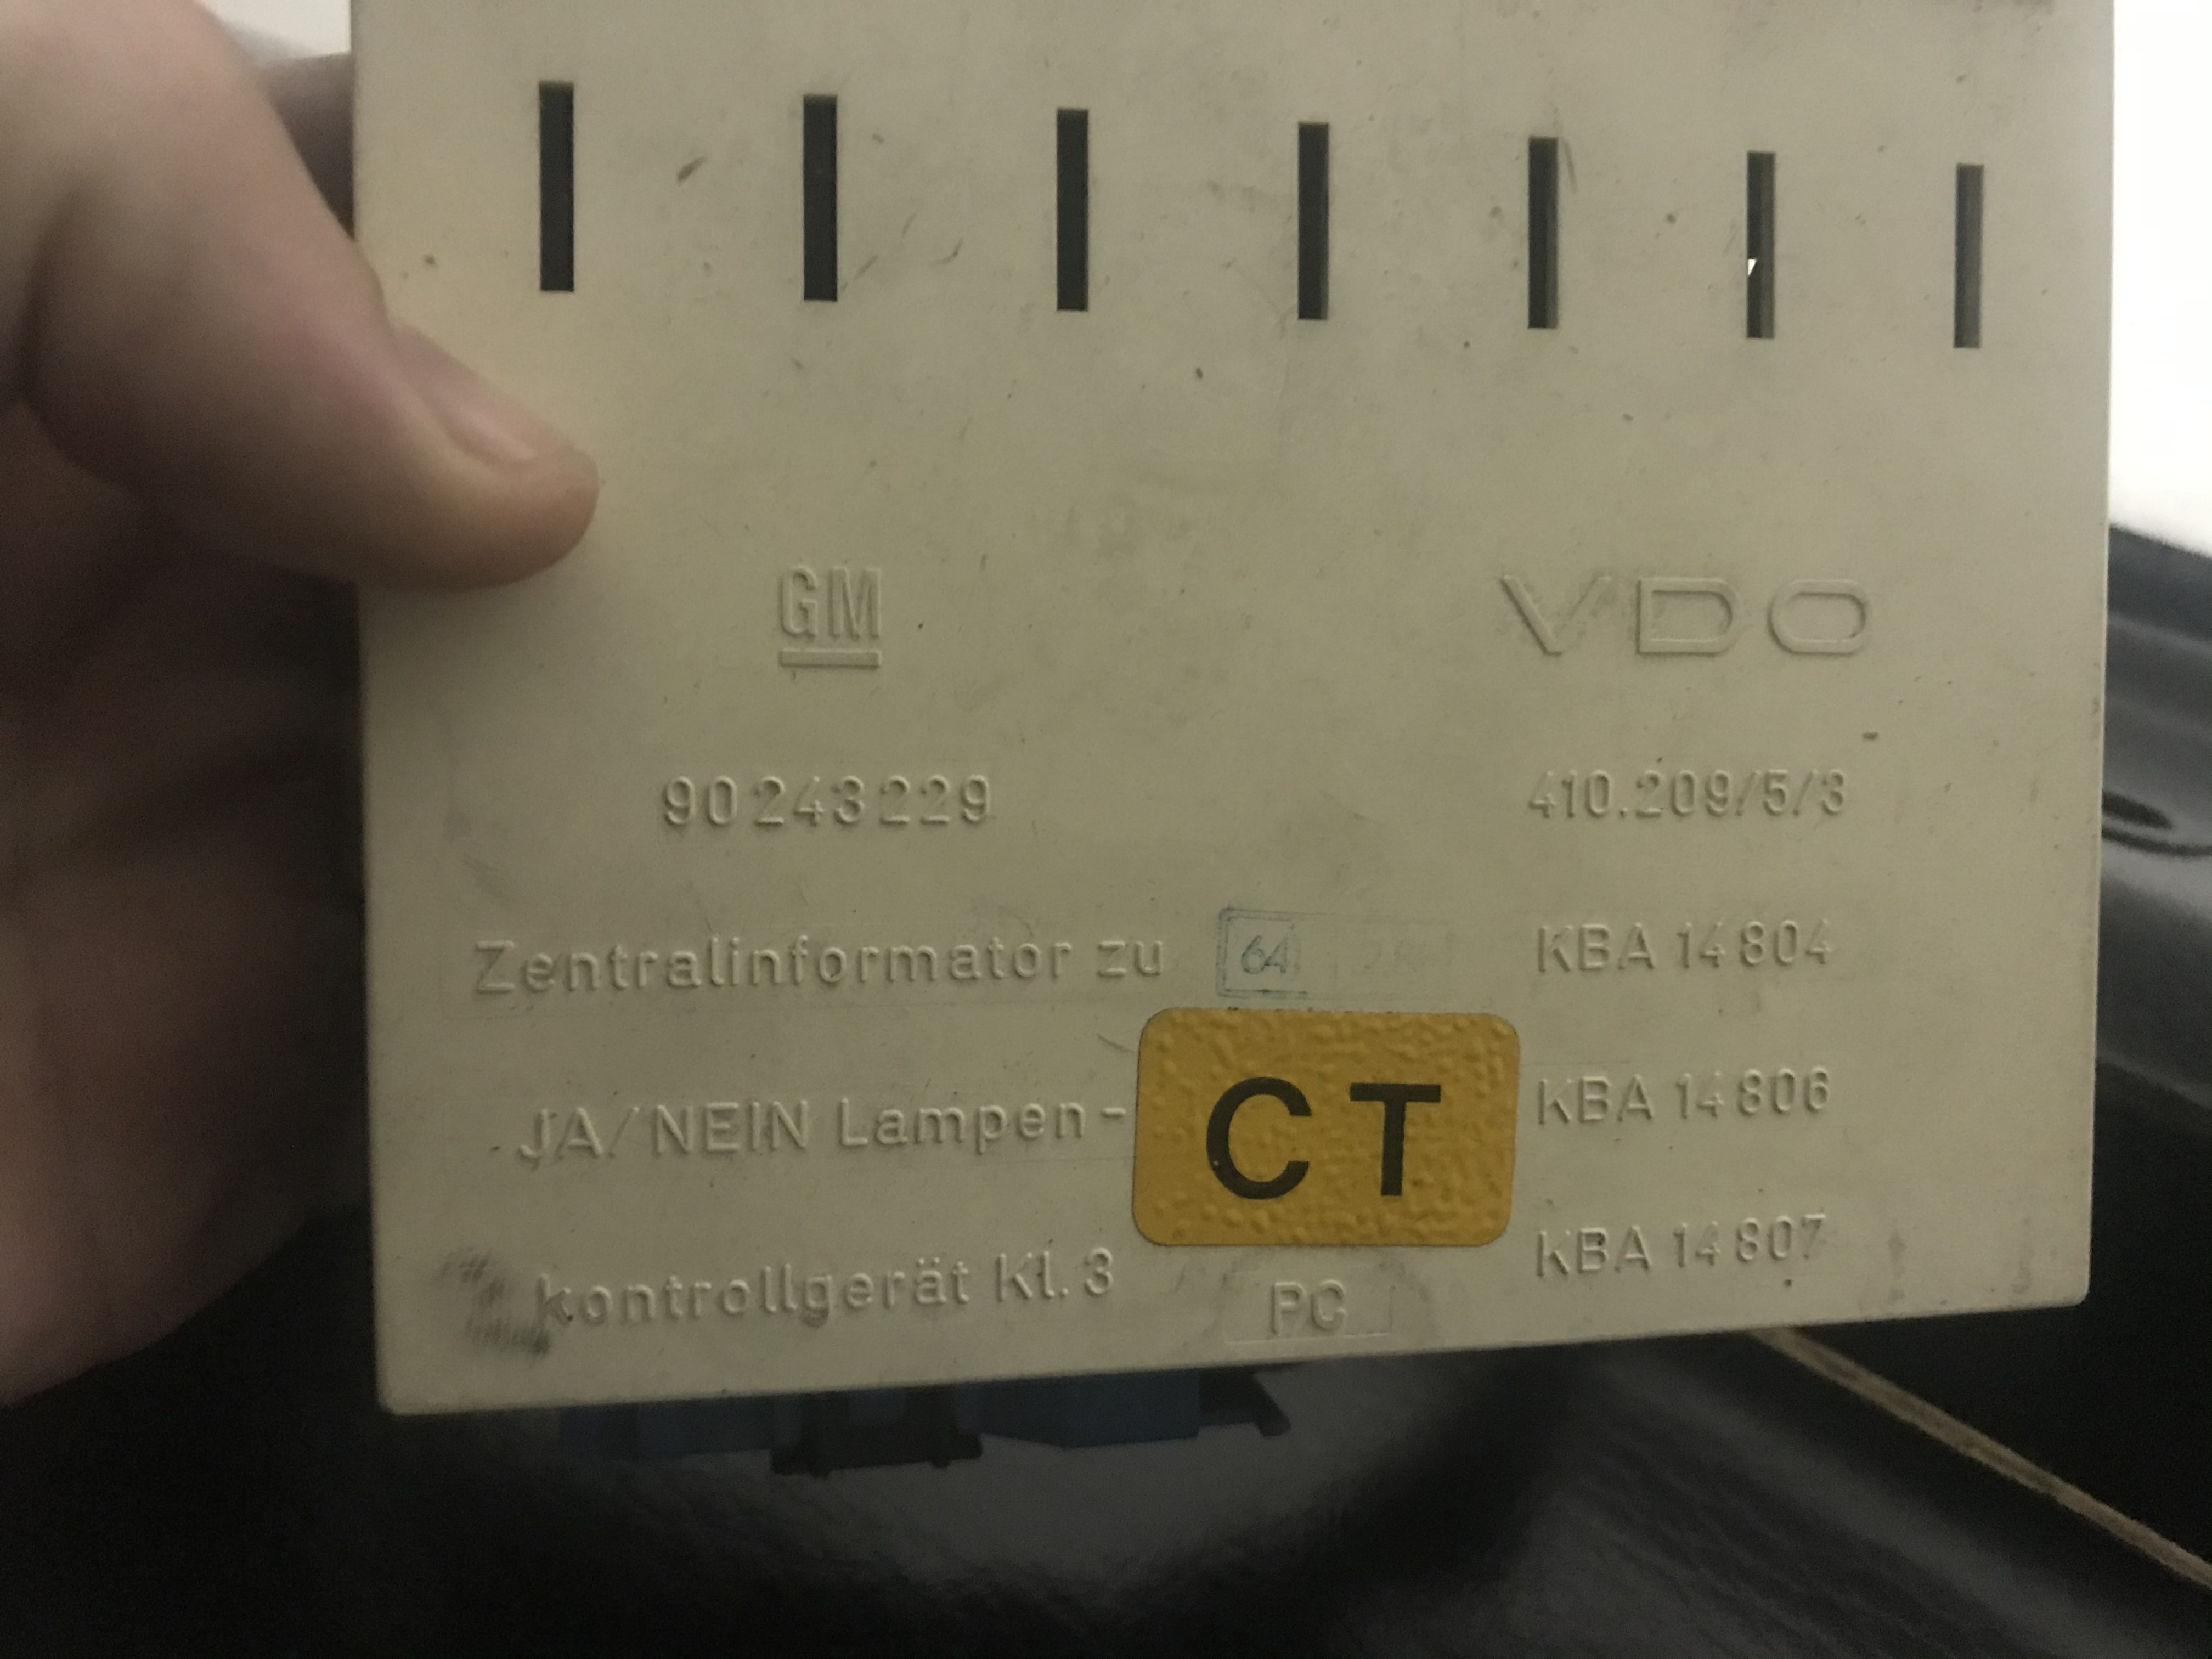 GM VDO
90243229 410.209/5/3
Zentralinformator zu 64 KBA 14804
JA/NEIN Lampen- CT KBA 14806
kontrollgerät Kl.3 PC KBA 14807